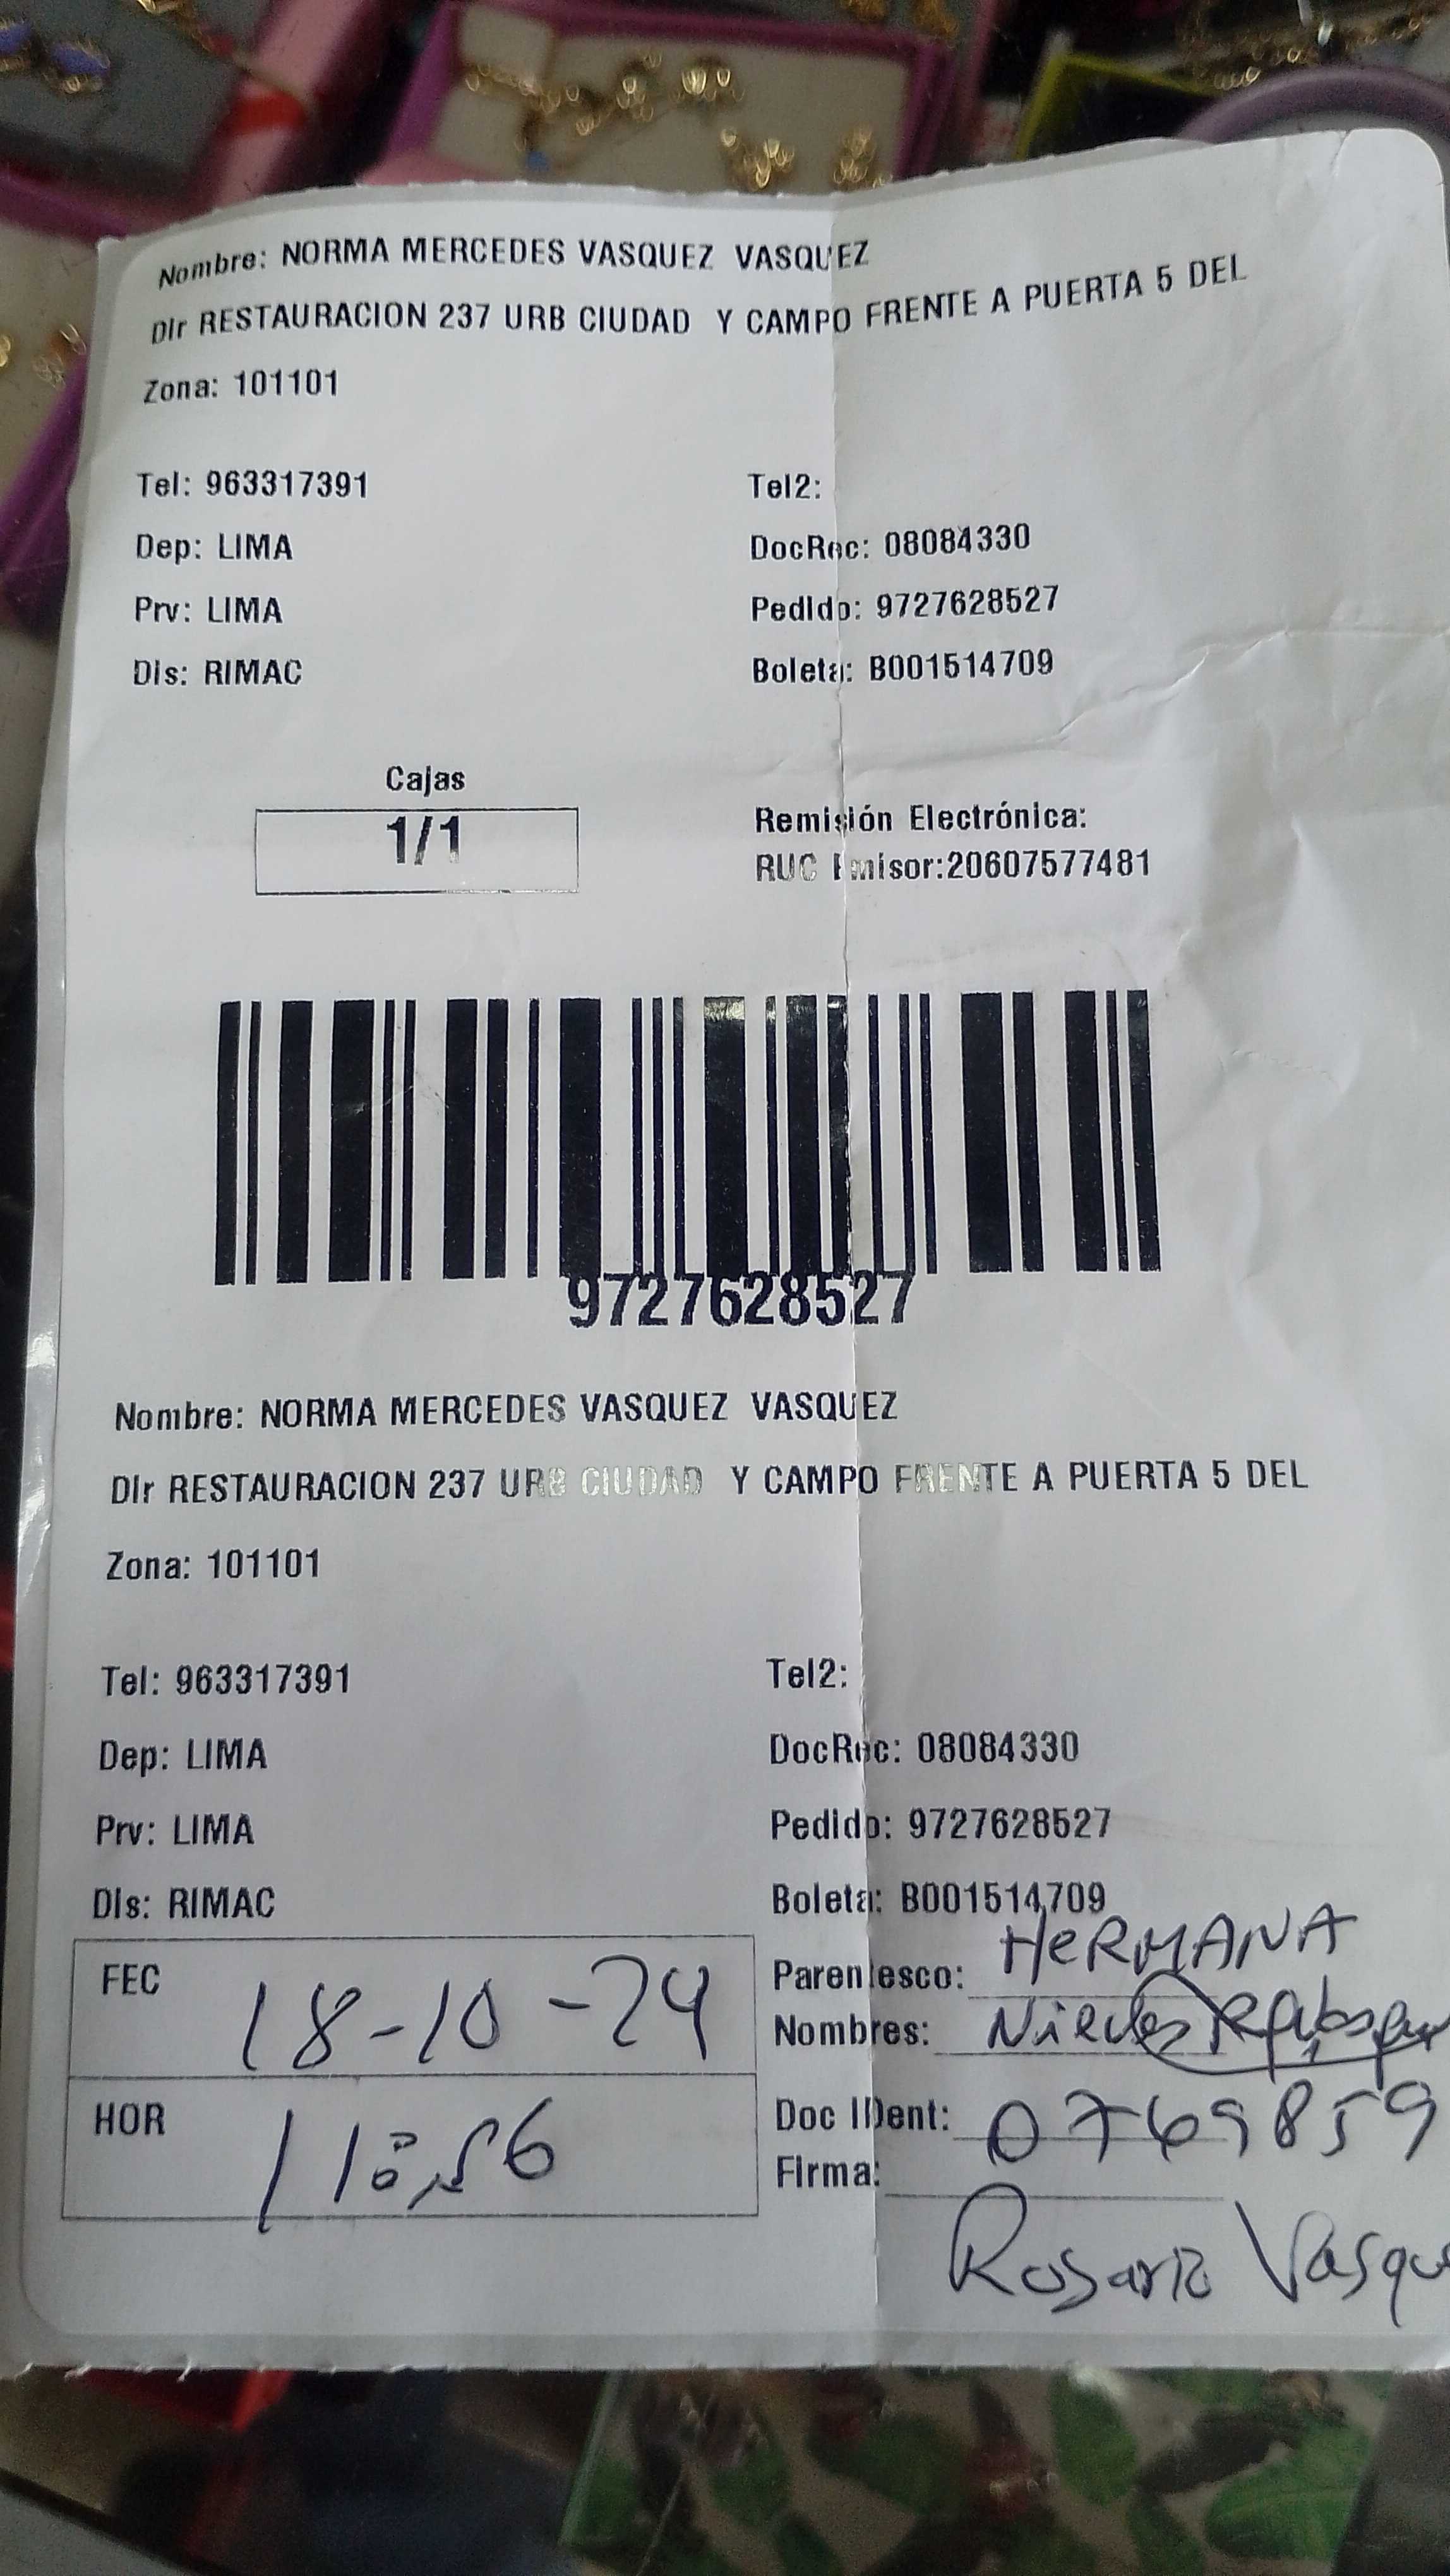 Nombre: NORMA MERCEDES VASQUEZ VASQUEZ
Dir RESTAURACION 237 URB CIUDAD Y CAMPO FRENTE A PUERTA 5 DEL
Zona: 101101
Tel: 963317391 Tel2:
Dep: LIMA DocRec: 08084330
Prv: LIMA Pedido: 9727628527
Dis: RIMAC Boleta: B001514709
Cajas
1/1
Remisión Electrónica:
RUC Emisor:20607577481
9727628527
Nombre: NORMA MERCEDES VASQUEZ VASQUEZ
Dir RESTAURACION 237 URB CIUDAD Y CAMPO FRENTE A PUERTA 5 DEL
Zona: 101101
Tel: 963317391 Tel2:
Dep: LIMA DocRec: 08084330
Prv: LIMA Pedido: 9727628527
Dis: RIMAC Boleta: B001514709
FEC 18-10-24
HOR 11:56
Parentesco: HERMANA
Nombres:
Doc IDent: 0769859
Firma:
Rosario Vasque